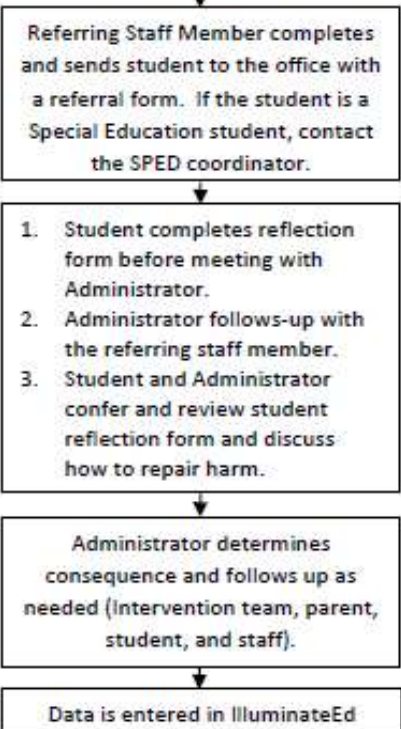 Referring Staff Member completes
and sends student to the office with
a referral form. If the student is a
Special Education student, contact
the SPED coordinator.
1. Student completes reflection
form before meeting with
Administrator.
2. Administrator follows-up with
the referring staff member.
3. Student and Administrator
confer and review student
reflection form and discuss
how to repair harm.
Administrator determines
consequence and follows up as
needed (Intervention team, parent,
student, and staff).
Data is entered in IlluminateEd